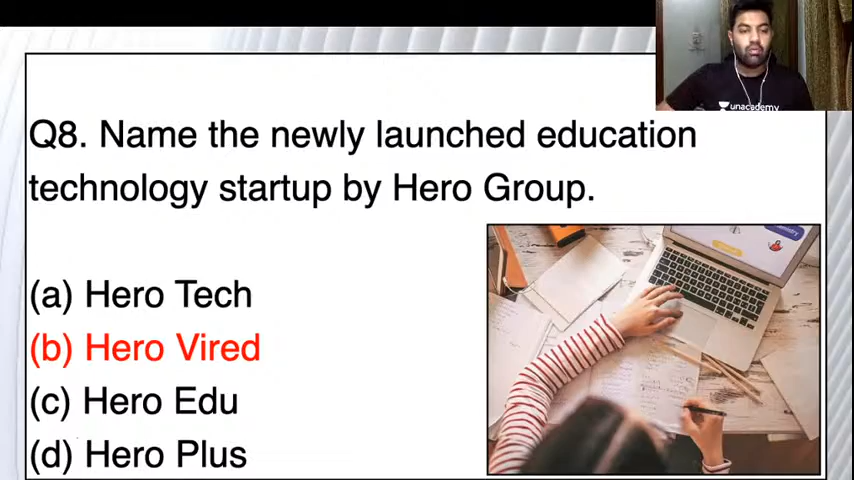 unacademy
Q8. Name the newly launched education
technology startup by Hero Group.
(a) Hero Tech
(b) Hero Vired
(c) Hero Edu
(d) Hero Plus